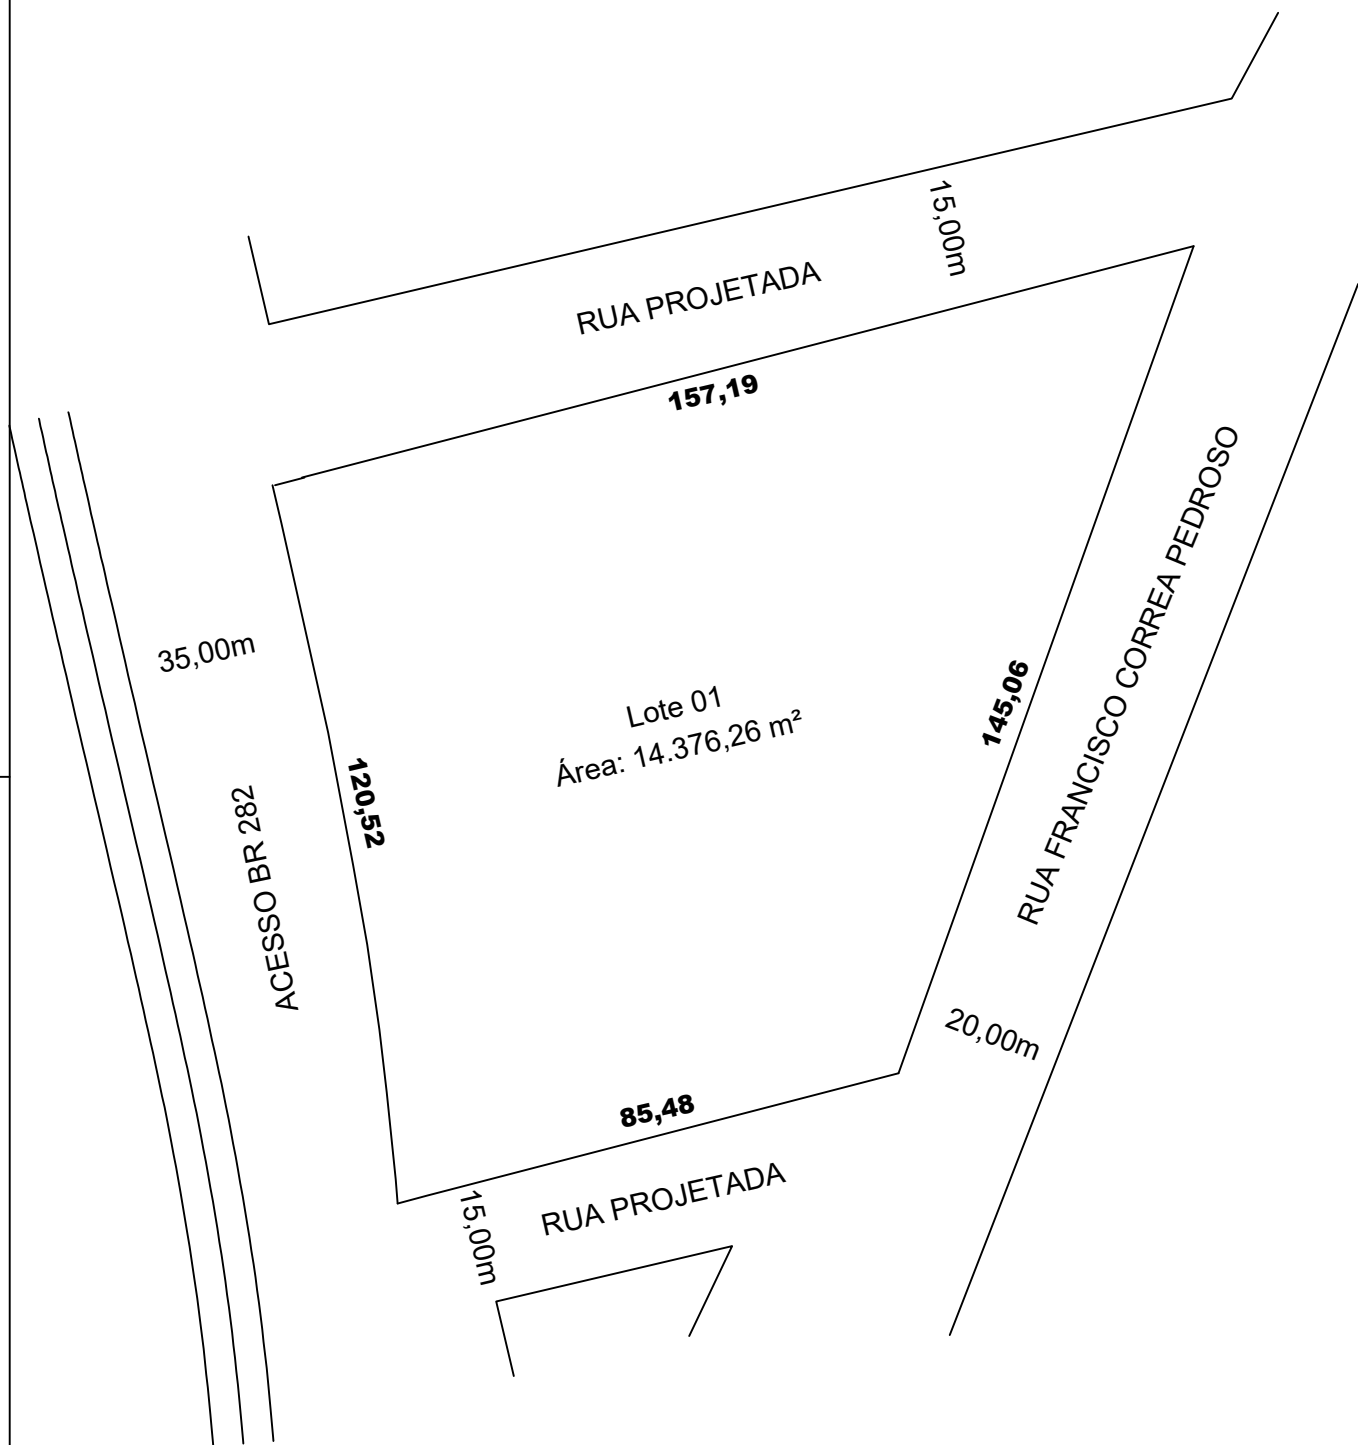 15,00m
RUA PROJETADA
157,19
RUA FRANCISCO CORREA PEDROSO
35,00m
145,06
Lote 01
Área: 14.376,26 m²
120,52
ACESSO BR 282
20,00m
85,48
RUA PROJETADA
15,00m